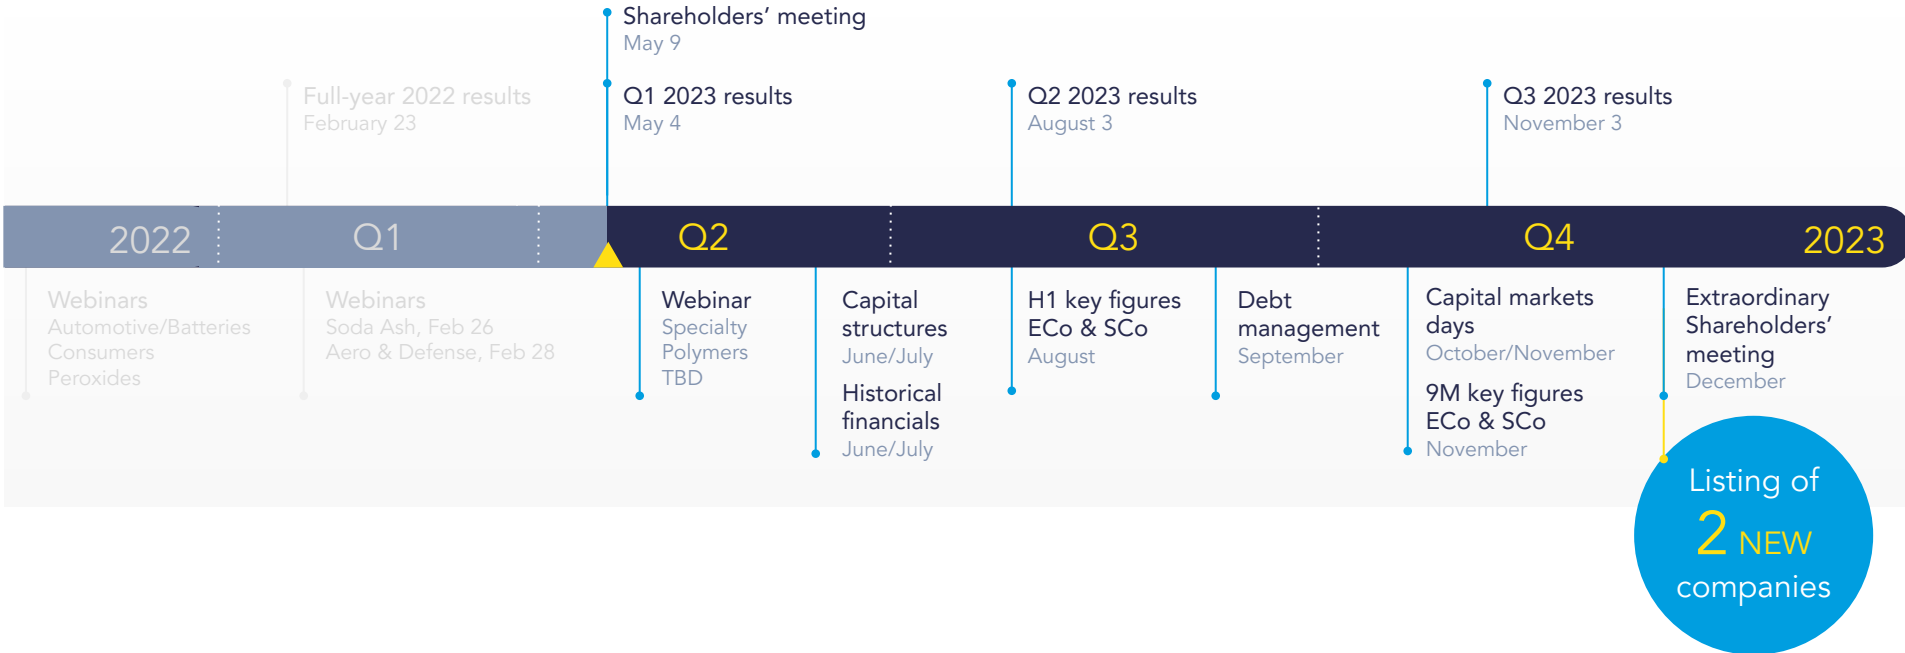 Shareholders’ meeting
May 9
Full-year 2022 results
February 23
Q1 2023 results
May 4
Q2 2023 results
August 3
Q3 2023 results
November 3
2022
Q1
Q2
Q3
Q4
2023
Webinars
Automotive/Batteries
Consumers
Peroxides
Webinars
Soda Ash, Feb 26
Aero & Defense, Feb 28
Webinar
Specialty
Polymers
TBD
Capital
structures
June/July
Historical
financials
June/July
H1 key figures
ECo & SCo
August
Debt
management
September
Capital markets
days
October/November
9M key figures
ECo & SCo
November
Extraordinary
Shareholders’
meeting
December
Listing of
2 NEW
companies